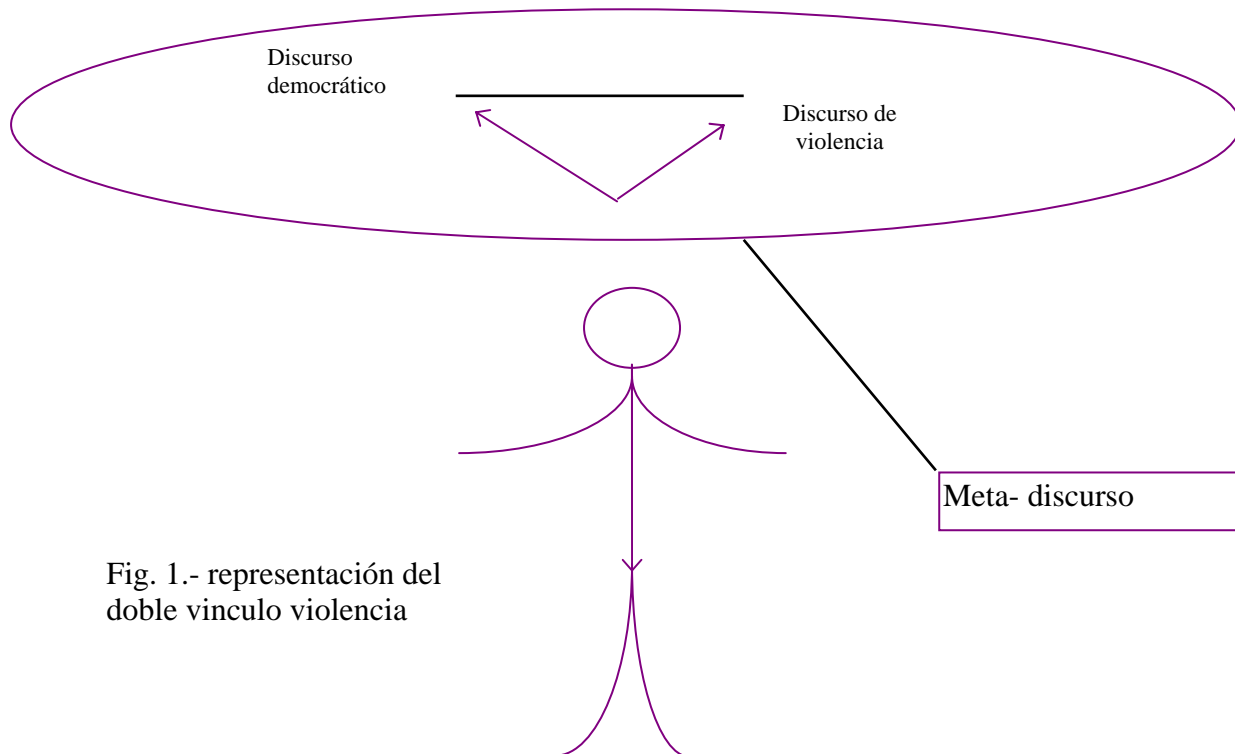 Discurso
democrático
Discurso de
violencia
Meta- discurso
Fig. 1.- representación del
doble vinculo violencia